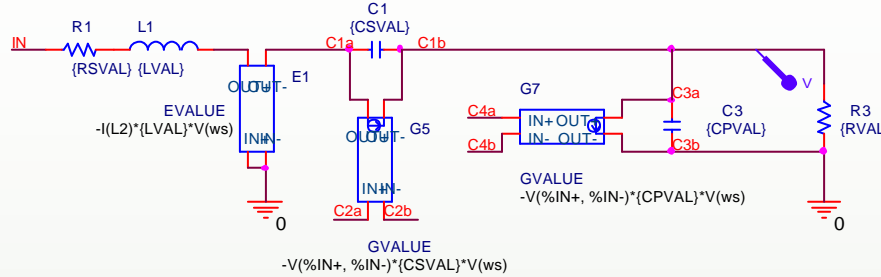 C1
{CSVAL}
R1
L1
IN
C1a
C1b
{RSVAL}
{LVAL}
E1
OUT+
OUT-
V
G7
C3a
EVALUE
-I(L2)*{LVAL}*V(ws)
C4a
IN+
OUT+
C3
{CPVAL}
R3
{RVAL
G5
OUT+
OUT-
C4b
IN-
OUT-
C3b
IN+
IN-
GVALUE
-V(%IN+, %IN-)*{CPVAL}*V(ws)
IN+
IN-
C2a
C2b
0
0
GVALUE
-V(%IN+, %IN-)*{CSVAL}*V(ws)